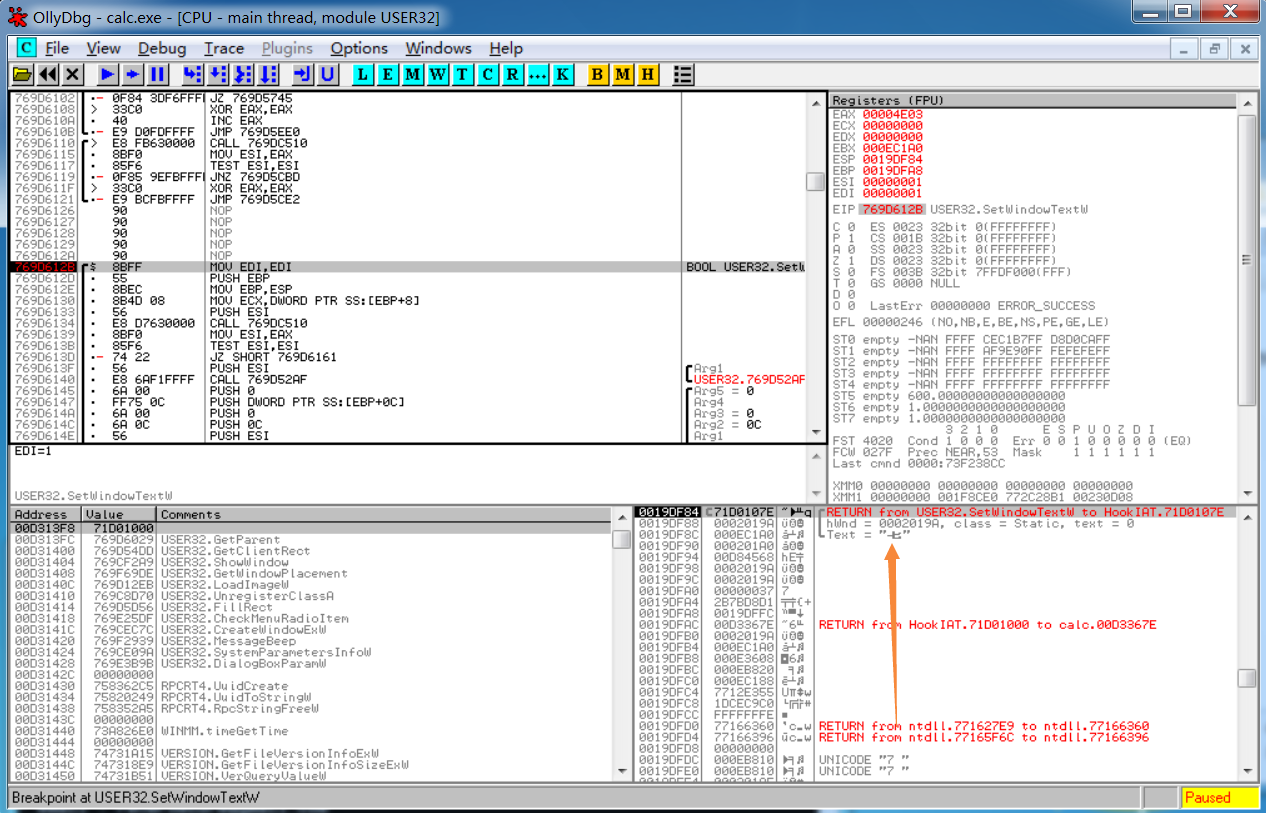 OllyDbg - calc.exe - [CPU - main thread, module USER32]
C File View Debug Trace Plugins Options Windows Help
L E M W T C R ... K B M H
769D6102 .- 0F84 3DF6FFFF JZ 769D5745
769D6108 > 33C0 XOR EAX,EAX
769D610A . 40 INC EAX
769D610B .- E9 D0FDFFFF JMP 769D5EE0
769D6110 > E8 FB630000 CALL 769DC510
769D6115 . 8BF0 MOV ESI,EAX
769D6117 . 85F6 TEST ESI,ESI
769D6119 .- 0F85 9EFBFFFF JNZ 769D5CBD
769D611F > 33C0 XOR EAX,EAX
769D6121 .- E9 BCFBFFFF JMP 769D5CE2
769D6126 90 NOP
769D6127 90 NOP
769D6128 90 NOP
769D6129 90 NOP
769D612A 90 NOP
769D612B $ 8BFF MOV EDI,EDI BOOL USER32.SetW
769D612D . 55 PUSH EBP
769D612E . 8BEC MOV EBP,ESP
769D6130 . 8B4D 08 MOV ECX,DWORD PTR SS:[EBP+8]
769D6133 . 56 PUSH ESI
769D6134 . E8 D7630000 CALL 769DC510
769D6139 . 8BF0 MOV ESI,EAX
769D613B . 85F6 TEST ESI,ESI
769D613D .- 74 22 JZ SHORT 769D6161
769D613F . 56 PUSH ESI Arg1
769D6140 . E8 6AF1FFFF CALL 769D52AF USER32.769D52AF
769D6145 . 6A 00 PUSH 0 Arg5 = 0
769D6147 . FF75 0C PUSH DWORD PTR SS:[EBP+0C] Arg4
769D614A . 6A 00 PUSH 0 Arg3 = 0
769D614C . 6A 0C PUSH 0C Arg2 = 0C
769D614E . 56 PUSH ESI Arg1
EDI=1
USER32.SetWindowTextW
Registers (FPU)
EAX 00004E03
ECX 00000000
EDX 00000000
EBX 000EC1A0
ESP 0019DF84
EBP 0019DFA8
ESI 00000001
EDI 00000001
EIP 769D612B USER32.SetWindowTextW
C 0 ES 0023 32bit 0(FFFFFFFF)
P 1 CS 001B 32bit 0(FFFFFFFF)
A 0 SS 0023 32bit 0(FFFFFFFF)
Z 1 DS 0023 32bit 0(FFFFFFFF)
S 0 FS 003B 32bit 7FFDF000(FFF)
T 0 GS 0000 NULL
D 0
O 0 LastErr 00000000 ERROR_SUCCESS
EFL 00000246 (NO,NB,E,BE,NS,PE,GE,LE)
ST0 empty -NAN FFFF CEC1B7FF D8D0CAFF
ST1 empty -NAN FFFF AF9E90FF FEFEFEFF
ST2 empty -NAN FFFF FFFFFFFF FFFFFFFF
ST3 empty -NAN FFFF FFFFFFFF FFFFFFFF
ST4 empty -NAN FFFF FFFFFFFF FFFFFFFF
ST5 empty 600.00000000000000000
ST6 empty 1.0000000000000000000
ST7 empty 1.0000000000000000000
3 2 1 0 E S P U O Z D I
FST 4020 Cond 1 0 0 0 Err 0 0 1 0 0 0 0 0 (EQ)
FCW 027F Prec NEAR,53 Mask 1 1 1 1 1 1
Last cmnd 0000:73F238CC
XMM0 00000000 00000000 00000000 00000000
XMM1 00000000 001F8CE0 772C28B1 00230D08
Address Value Comments
00D313F8 71D01000
00D313FC 769D6029 USER32.GetParent
00D31400 769D54DD USER32.GetClientRect
00D31404 769CF2A9 USER32.ShowWindow
00D31408 769F69DE USER32.GetWindowPlacement
00D3140C 769D12EB USER32.LoadImageW
00D31410 769C8D70 USER32.UnregisterClassA
00D31414 769D5D56 USER32.FillRect
00D31418 769E25DF USER32.CheckMenuRadioItem
00D3141C 769CEC7C USER32.CreateWindowExW
00D31420 769F2939 USER32.MessageBeep
00D31424 769CE09A USER32.SystemParametersInfoW
00D31428 769E3B9B USER32.DialogBoxParamW
00D3142C 00000000
00D31430 758362C5 RPCRT4.UuidCreate
00D31434 75820249 RPCRT4.UuidToStringW
00D31438 758352A5 RPCRT4.RpcStringFreeW
00D3143C 00000000
00D31440 73A826E0 WINMM.timeGetTime
00D31444 00000000
00D31448 74731A15 VERSION.GetFileVersionInfoExW
00D3144C 747318E9 VERSION.GetFileVersionInfoSizeExW
00D31450 74731B51 VERSION.VerQueryValueW
0019DF84 71D0107E RETURN from USER32.SetWindowTextW to HookIAT.71D0107E
0019DF88 0002019A hWnd = 0002019A, class = Static, text = 0
0019DF8C 000EC1A0 Text = "七"
0019DF90 000201A0
0019DF94 00D84568
0019DF98 0002019A
0019DF9C 0002019A
0019DFA0 00000037 7
0019DFA4 2B7BD8D1
0019DFA8 0019DFFC
0019DFAC 00D3367E RETURN from HookIAT.71D01000 to calc.00D3367E
0019DFB0 0002019A
0019DFB4 000EC1A0
0019DFB8 000E3608
0019DFBC 000EB820
0019DFC0 000EC188
0019DFC4 7712E355
0019DFC8 1DCEC9C0
0019DFCC FFFFFFFE
0019DFD0 77166360 RETURN from ntdll.771627E9 to ntdll.77166360
0019DFD4 77166396 RETURN from ntdll.77165F6C to ntdll.77166396
0019DFD8 00000000
0019DFDC 000EB810 UNICODE "7 "
0019DFE0 000EB810 UNICODE "7 "
Breakpoint at USER32.SetWindowTextW
Paused